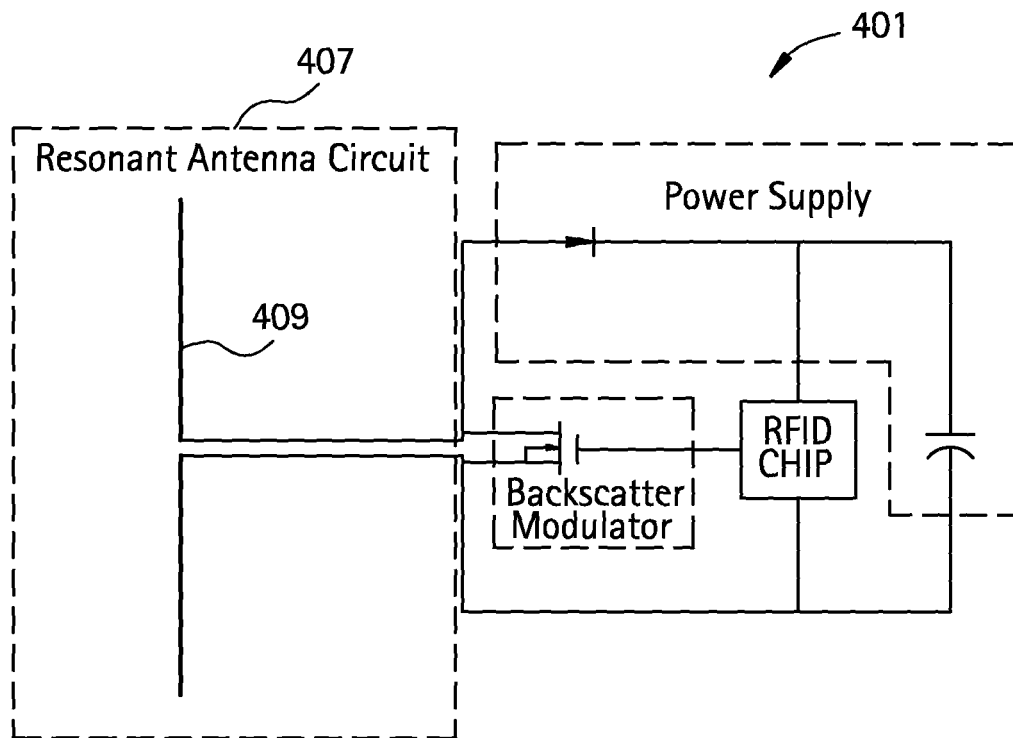 401
407
Resonant Antenna Circuit
Power Supply
409
RFID
CHIP
Backscatter
Modulator